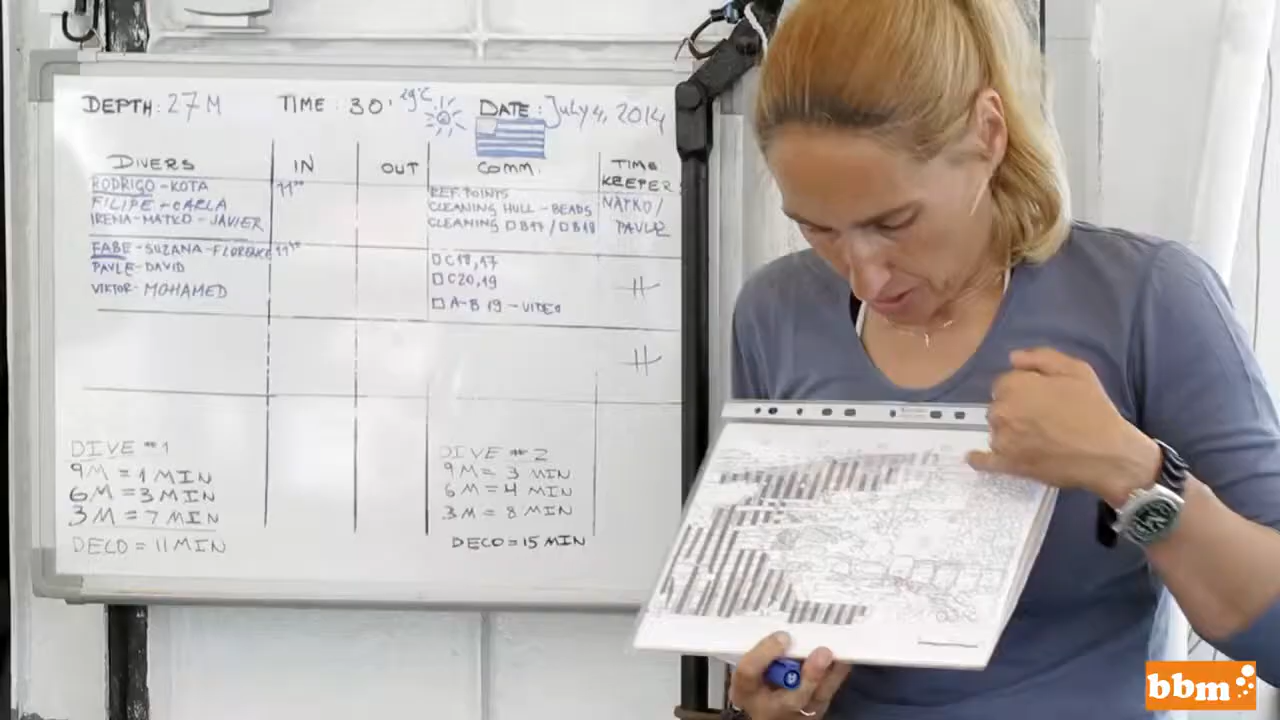 DEPTH: 27M TIME: 30' 29°C DATE: July 4, 2014
DIVERS IN OUT COMM. TIME KEEPER
RODRIGO-KOTA 11°° REF POINTS
FILIPE-CARLA CLEANING HULL-BEADS NATKO/
IRENA-MATKO-JAVIER CLEANING □B17/□B18 PAVLE
FABE-SUZANA-FLORENCE □C18,17
PAVLE-DAVID □C20,19
VIKTOR-MOHAMED □A-B 19-VIDEO
DIVE #1 DIVE #2
9M=1 MIN 9M= 3 MIN
6M=3 MIN 6M=4 MIN
3M=7 MIN 3M=8 MIN
DECO=11 MIN DECO=15 MIN
bbm